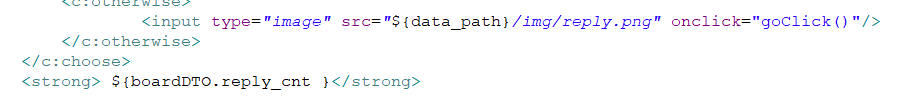 <c:otherwise>
<input type="image" src="${data_path}/img/reply.png" onclick="goClick()"/>
</c:otherwise>
</c:choose>
<strong> ${boardDTO.reply_cnt }</strong>